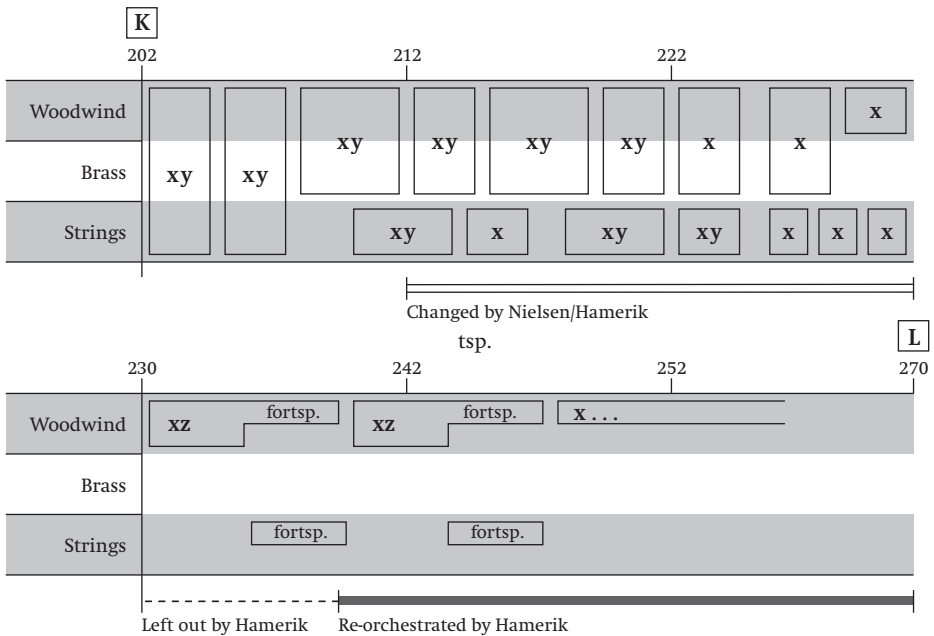 K
202 212 222
Woodwind x
xy xy xy xy x x
Brass xy xy
Strings xy x xy xy x x x
Changed by Nielsen/Hamerik
tsp.
L
230 242 252 270
fortsp. fortsp. x...
Woodwind xz xz
Brass
fortsp. fortsp.
Strings
Left out by Hamerik Re-orchestrated by Hamerik